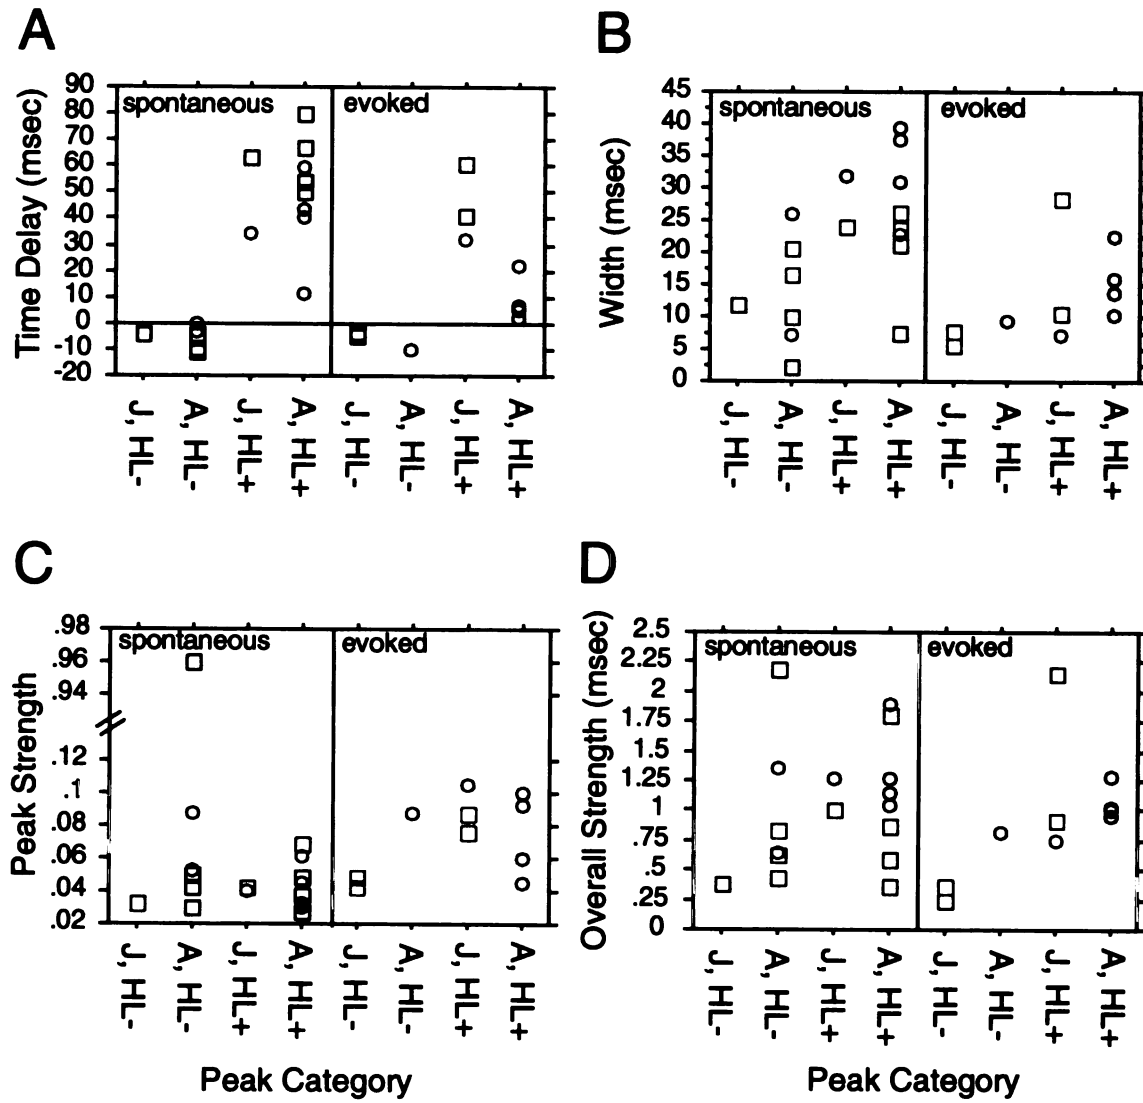 A
Time Delay (msec)
90
80
70
60
50
40
30
20
10
0
-10
-20
spontaneous
evoked
J, HL-
A, HL-
J, HL+
A, HL+
J, HL-
A, HL-
J, HL+
A, HL+
B
Width (msec)
45
40
35
30
25
20
15
10
5
0
spontaneous
evoked
J, HL-
A, HL-
J, HL+
A, HL+
J, HL-
A, HL-
J, HL+
A, HL+
C
Peak Strength
.98
.96
.94
.12
.1
.08
.06
.04
.02
spontaneous
evoked
J, HL-
A, HL-
J, HL+
A, HL+
J, HL-
A, HL-
J, HL+
A, HL+
Peak Category
D
Overall Strength (msec)
2.5
2.25
2
1.75
1.5
1.25
1
.75
.5
.25
0
spontaneous
evoked
J, HL-
A, HL-
J, HL+
A, HL+
J, HL-
A, HL-
J, HL+
A, HL+
Peak Category